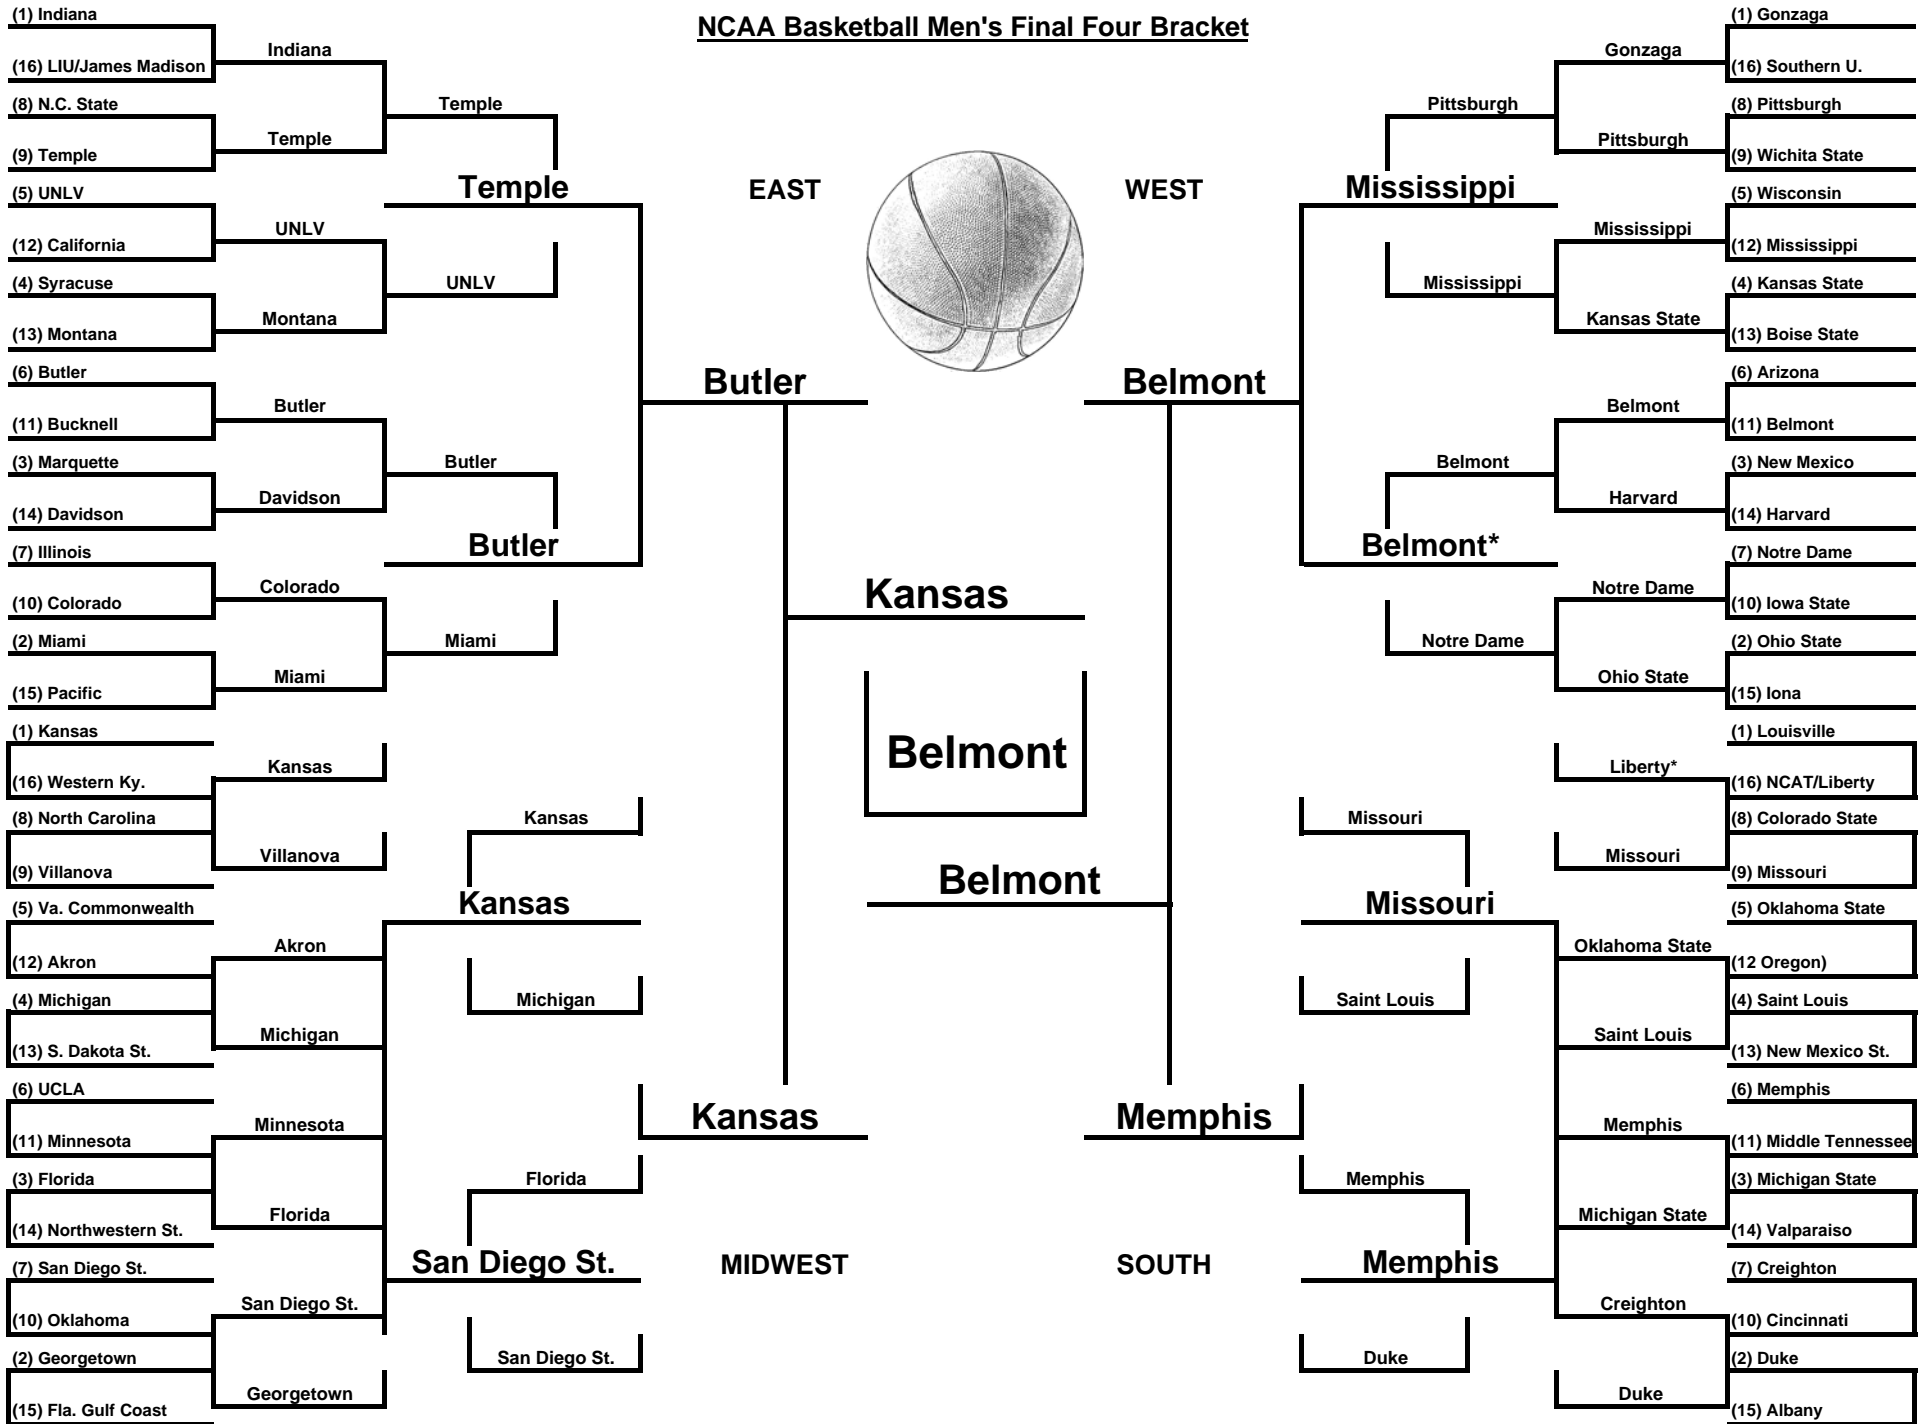 NCAA Basketball Men's Final Four Bracket
(1) Indiana
(16) LIU/James Madison
(8) N.C. State
(9) Temple
(5) UNLV
(12) California
(4) Syracuse
(13) Montana
(6) Butler
(11) Bucknell
(3) Marquette
(14) Davidson
(7) Illinois
(10) Colorado
(2) Miami
(15) Pacific
(1) Kansas
(16) Western Ky.
(8) North Carolina
(9) Villanova
(5) Va. Commonwealth
(12) Akron
(4) Michigan
(13) S. Dakota St.
(6) UCLA
(11) Minnesota
(3) Florida
(14) Northwestern St.
(7) San Diego St.
(10) Oklahoma
(2) Georgetown
(15) Fla. Gulf Coast
Indiana
Temple
UNLV
Montana
Butler
Davidson
Colorado
Miami
Kansas
Villanova
Akron
Michigan
Minnesota
Florida
San Diego St.
Georgetown
Temple
UNLV
Butler
Miami
Kansas
Michigan
Florida
San Diego St.
Temple
Butler
Kansas
San Diego St.
EAST
MIDWEST
Butler
Kansas
Kansas
Belmont
Belmont
Belmont
Memphis
WEST
SOUTH
Mississippi
Belmont*
Missouri
Memphis
Pittsburgh
Mississippi
Belmont
Notre Dame
Missouri
Saint Louis
Memphis
Duke
Gonzaga
Pittsburgh
Mississippi
Kansas State
Belmont
Harvard
Notre Dame
Ohio State
Liberty*
Missouri
Oklahoma State
Saint Louis
Memphis
Michigan State
Creighton
Duke
(1) Gonzaga
(16) Southern U.
(8) Pittsburgh
(9) Wichita State
(5) Wisconsin
(12) Mississippi
(4) Kansas State
(13) Boise State
(6) Arizona
(11) Belmont
(3) New Mexico
(14) Harvard
(7) Notre Dame
(10) Iowa State
(2) Ohio State
(15) Iona
(1) Louisville
(16) NCAT/Liberty
(8) Colorado State
(9) Missouri
(5) Oklahoma State
(12 Oregon)
(4) Saint Louis
(13) New Mexico St.
(6) Memphis
(11) Middle Tennessee
(3) Michigan State
(14) Valparaiso
(7) Creighton
(10) Cincinnati
(2) Duke
(15) Albany